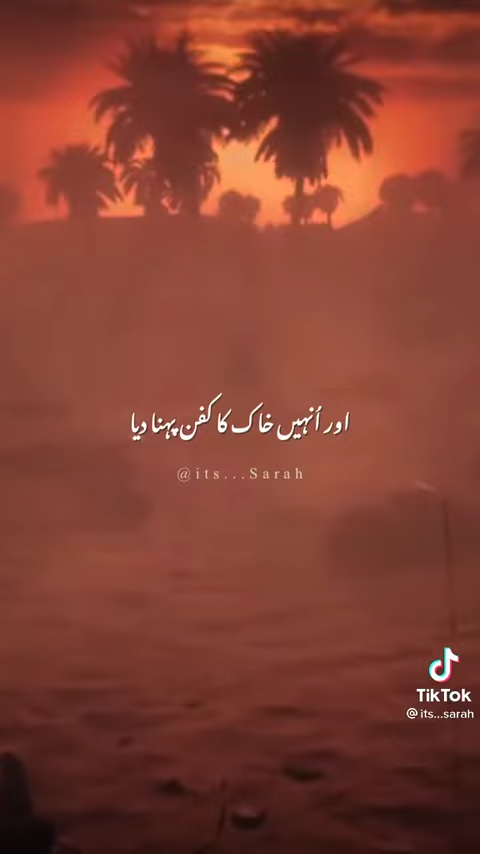 اور اُنہیں خاک کا کفن پہنا دیا
@its...Sarah
TikTok
@its...sarah